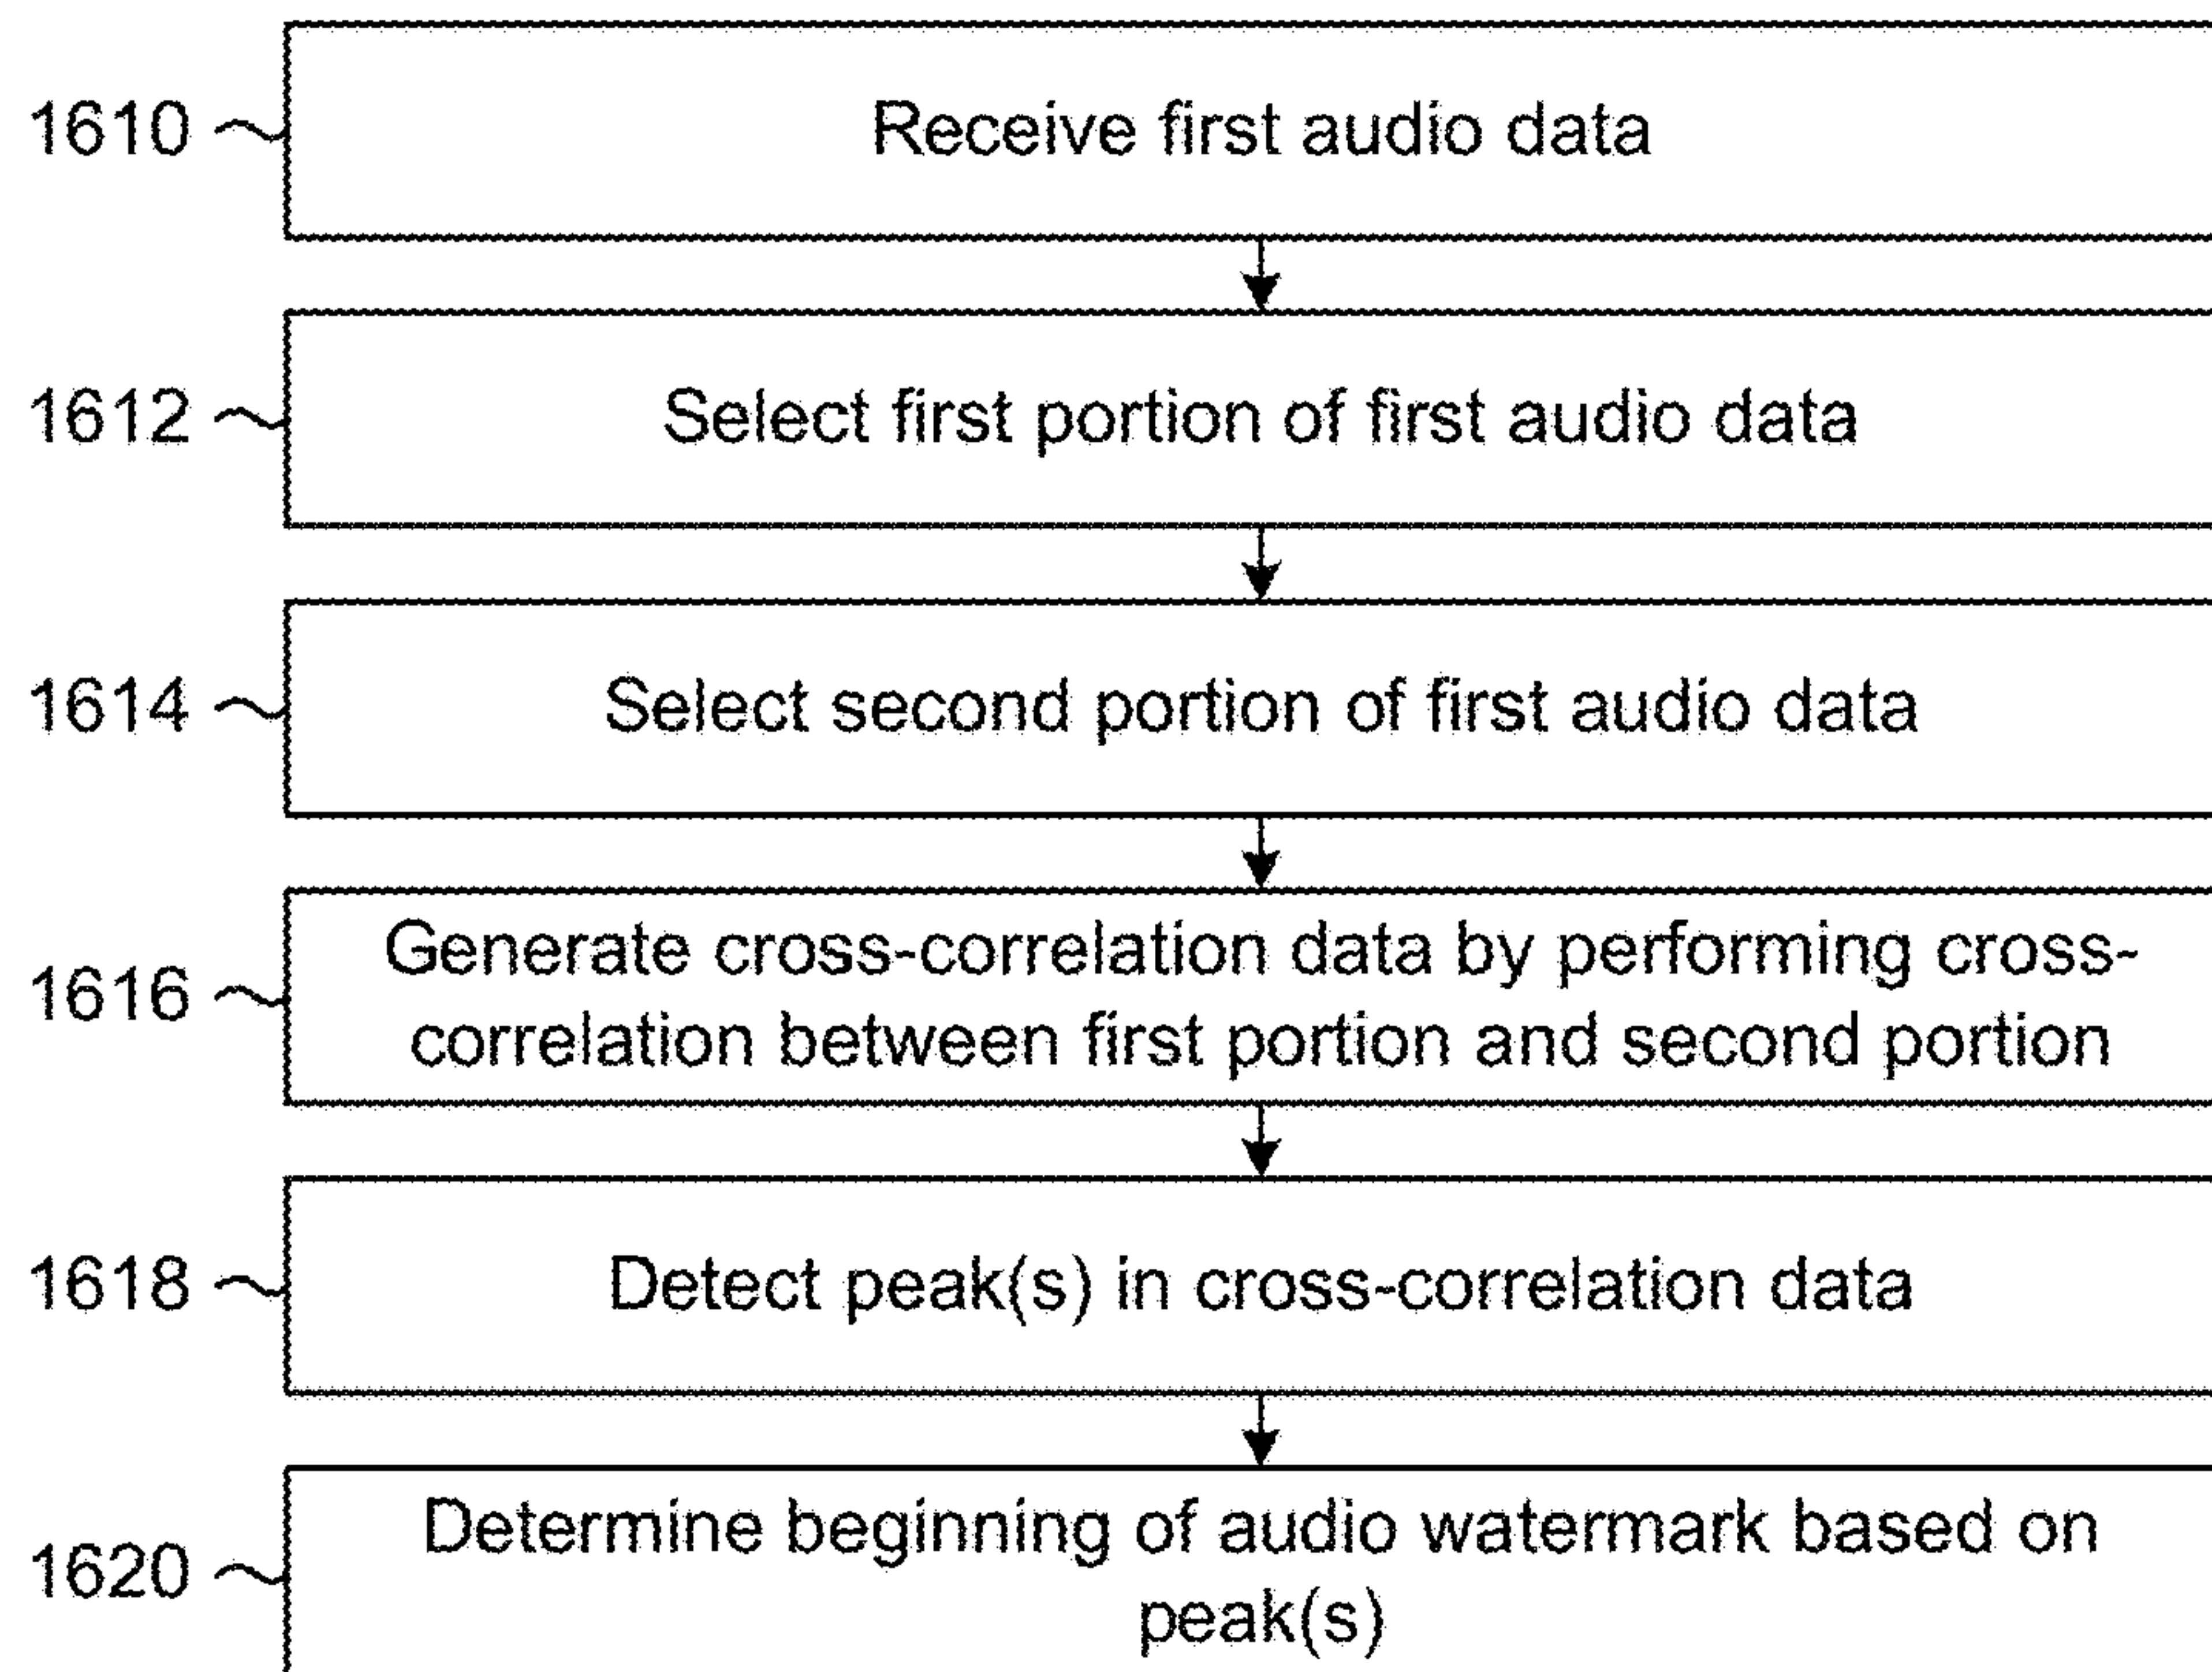 1610
Receive first audio data
1612
Select first portion of first audio data
1614
Select second portion of first audio data
1616
Generate cross-correlation data by performing cross-
correlation between first portion and second portion
1618
Detect peak(s) in cross-correlation data
1620
Determine beginning of audio watermark based on
peak(s)